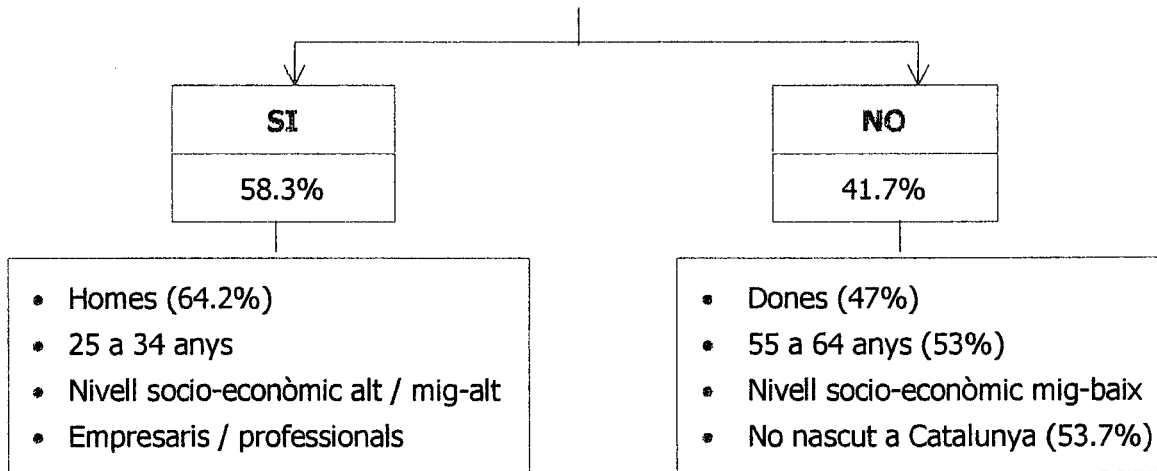 SI
58.3%
• Homes (64.2%)
• 25 a 34 anys
• Nivell socio-econòmic alt / mig-alt
• Empresaris / professionals
NO
41.7%
• Dones (47%)
• 55 a 64 anys (53%)
• Nivell socio-econòmic mig-baix
• No nascut a Catalunya (53.7%)